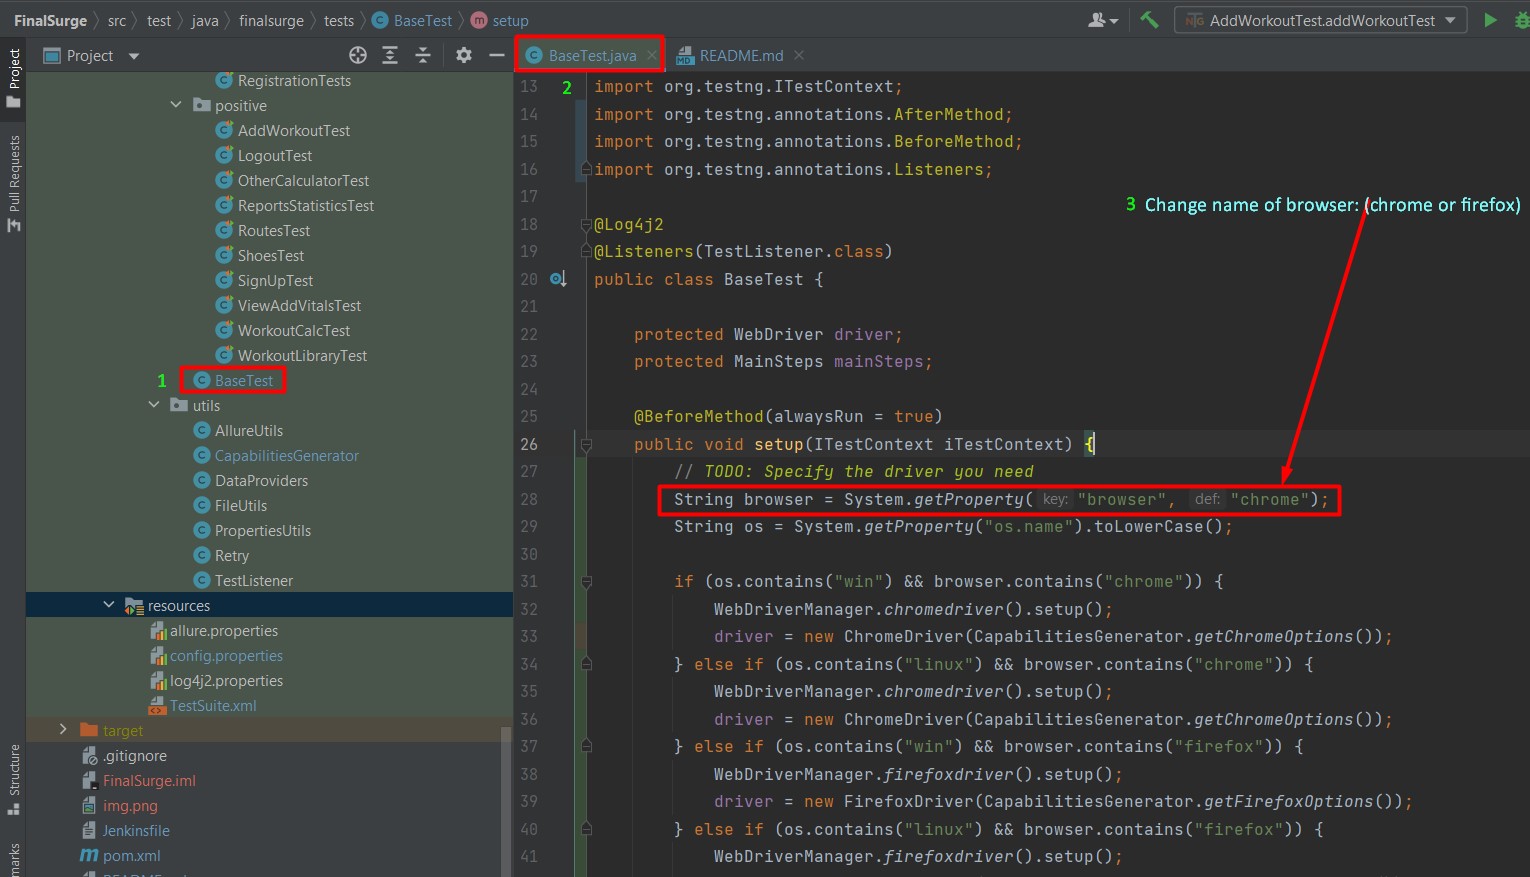 FinalSurge src test java finalsurge tests BaseTest setup
AddWorkoutTest.addWorkoutTest
Project
BaseTest.java
README.md
Project
Pull Requests
Structure
RegistrationTests
positive
AddWorkoutTest
LogoutTest
OtherCalculatorTest
ReportsStatisticsTest
RoutesTest
ShoesTest
SignUpTest
ViewAddVitalsTest
WorkoutCalcTest
WorkoutLibraryTest
1 BaseTest
utils
AllureUtils
CapabilitiesGenerator
DataProviders
FileUtils
PropertiesUtils
Retry
TestListener
resources
allure.properties
config.properties
log4j2.properties
TestSuite.xml
target
.gitignore
FinalSurge.iml
img.png
Jenkinsfile
pom.xml
2
3 Change name of browser: (chrome or firefox)
13 import org.testng.ITestContext;
14 import org.testng.annotations.AfterMethod;
15 import org.testng.annotations.BeforeMethod;
16 import org.testng.annotations.Listeners;
17
18 @Log4j2
19 @Listeners(TestListener.class)
20 public class BaseTest {
21
22 protected WebDriver driver;
23 protected MainSteps mainSteps;
24
25 @BeforeMethod(alwaysRun = true)
26 public void setup(ITestContext iTestContext) {
27 // TODO: Specify the driver you need
28 String browser = System.getProperty( key: "browser", def: "chrome");
29 String os = System.getProperty("os.name").toLowerCase();
30
31 if (os.contains("win") && browser.contains("chrome")) {
32 WebDriverManager.chromedriver().setup();
33 driver = new ChromeDriver(CapabilitiesGenerator.getChromeOptions());
34 } else if (os.contains("linux") && browser.contains("chrome")) {
35 WebDriverManager.chromedriver().setup();
36 driver = new ChromeDriver(CapabilitiesGenerator.getChromeOptions());
37 } else if (os.contains("win") && browser.contains("firefox")) {
38 WebDriverManager.firefoxdriver().setup();
39 driver = new FirefoxDriver(CapabilitiesGenerator.getFirefoxOptions());
40 } else if (os.contains("linux") && browser.contains("firefox")) {
41 WebDriverManager.firefoxdriver().setup();